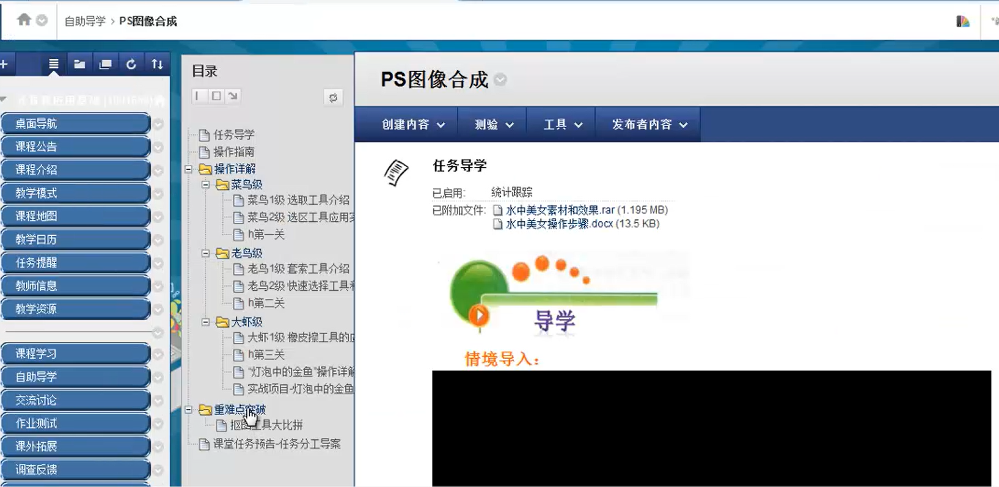 自助导学 › PS图像合成
桌面导航
课程公告
课程介绍
教学模式
课程地图
教学日历
任务提醒
教师信息
教学资源
课程学习
自助导学
交流讨论
作业测试
课外拓展
调查反馈
目录
任务导学
操作指南
操作详解
菜鸟级
菜鸟1级 选取工具介绍
菜鸟2级 选区工具应用
h第一关
老鸟级
老鸟1级 套索工具介绍
老鸟2级 快速选择工具
h第二关
大虾级
大虾1级 橡皮擦工具的
h第三关
“灯泡中的金鱼”操作详解
实战项目-灯泡中的金鱼
重难点突破
抠图工具大比拼
课堂任务预告-任务分工导案
PS图像合成
创建内容 测验 工具 发布者内容
任务导学
已启用: 统计跟踪
已附加文件: 水中美女素材和效果.rar (1.195 MB)
水中美女操作步骤.docx (13.5 KB)
导学
情境导入：